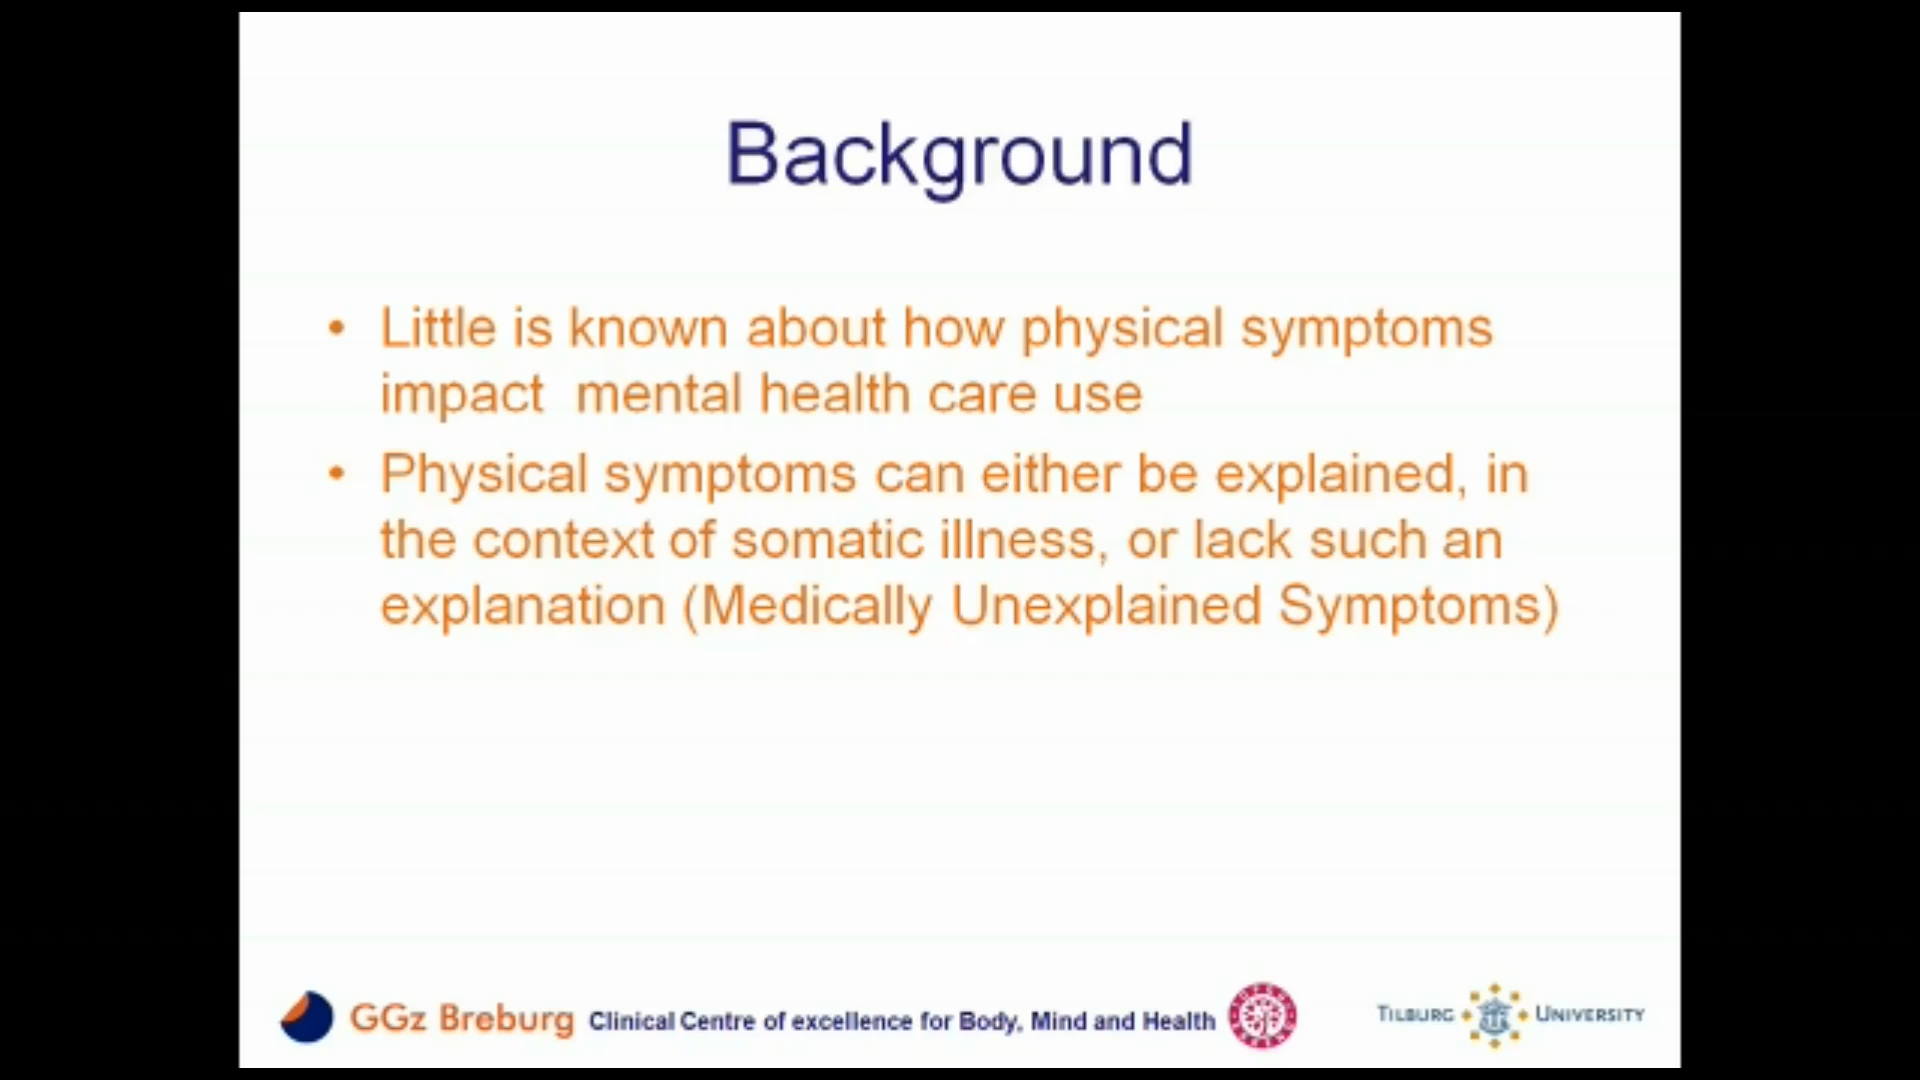 Background
• Little is known about how physical symptoms
impact mental health care use
• Physical symptoms can either be explained, in
the context of somatic illness, or lack such an
explanation (Medically Unexplained Symptoms)
GGz Breburg Clinical Centre of excellence for Body, Mind and Health
TILBURG UNIVERSITY